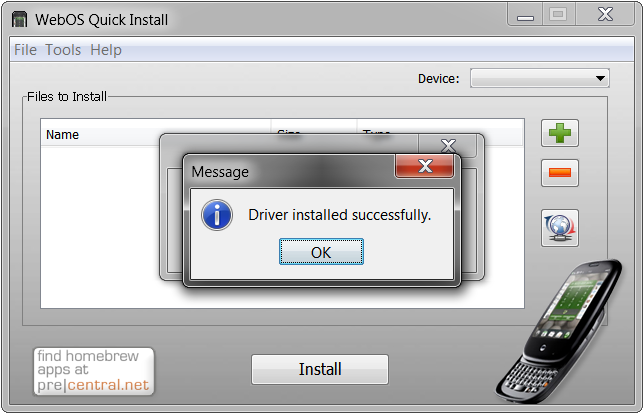 WebOS Quick Install
File Tools Help
Device:
Files to Install
Name Size Type
Message
Driver installed successfully.
OK
find homebrew
apps at
pre|central.net
Install